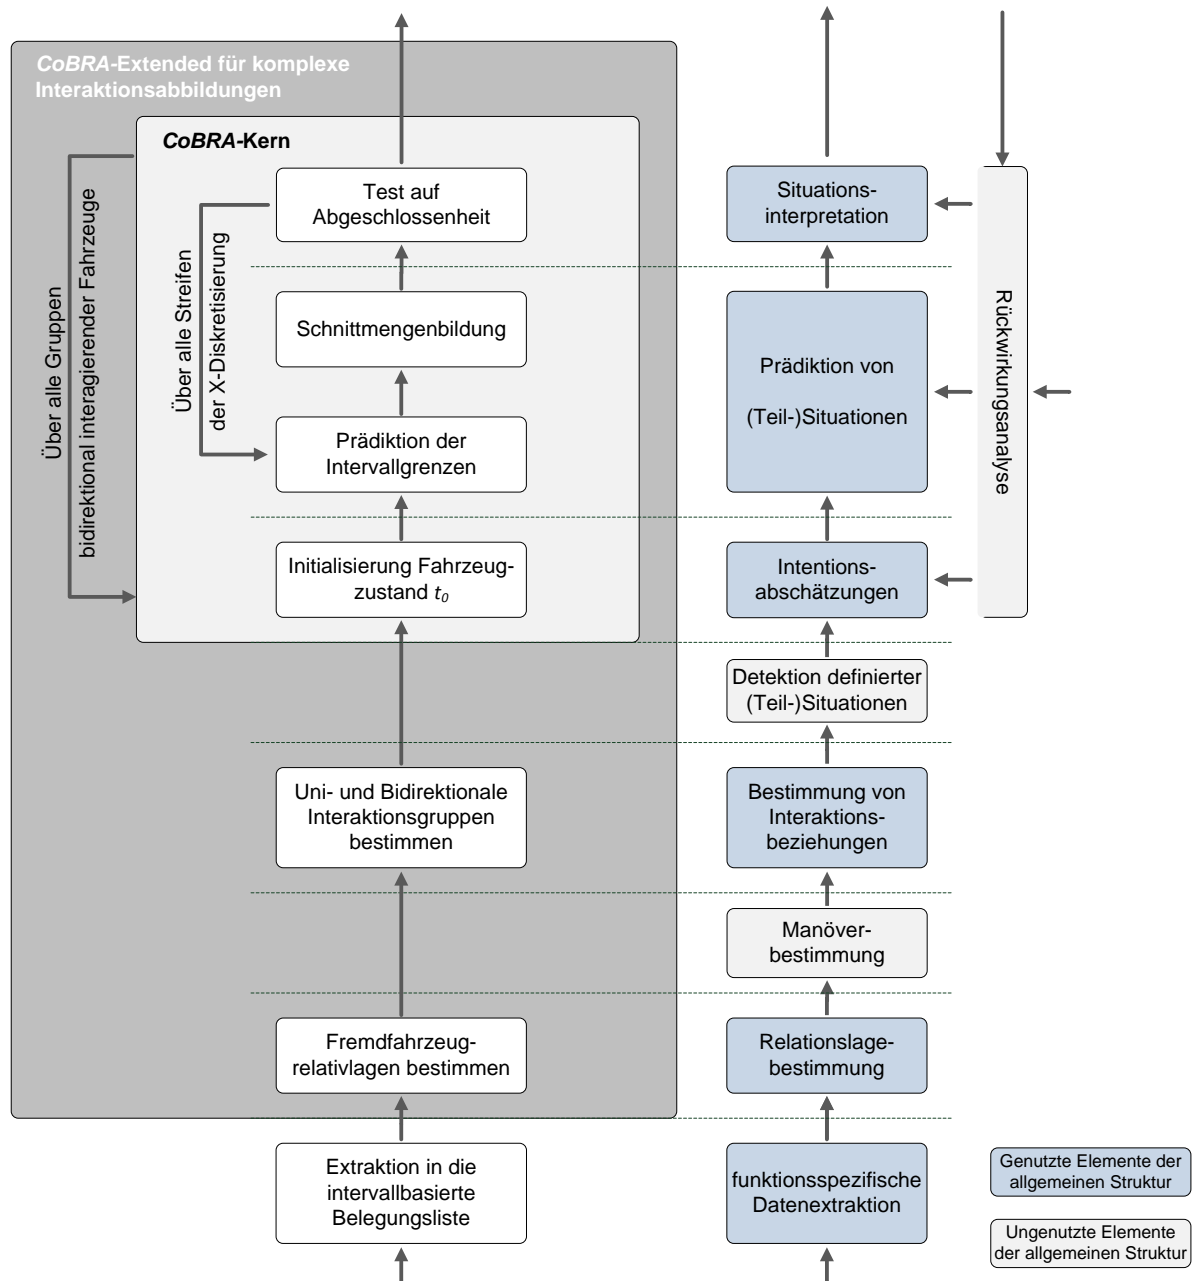 CoBRA-Extended für komplexe
Interaktionsabbildungen
CoBRA-Kern
Über alle Gruppen
bidirektional interagierender Fahrzeuge
Über alle Streifen
der X-Diskretisierung
Test auf
Abgeschlossenheit
Schnittmengenbildung
Prädiktion der
Intervallgrenzen
Initialisierung Fahrzeug-
zustand t0
Uni- und Bidirektionale
Interaktionsgruppen
bestimmen
Fremdfahrzeug-
relativlagen bestimmen
Extraktion in die
intervallbasierte
Belegungsliste
Situations-
interpretation
Prädiktion von
(Teil-)Situationen
Intentions-
abschätzungen
Detektion definierter
(Teil-)Situationen
Bestimmung von
Interaktions-
beziehungen
Manöver-
bestimmung
Relationslage-
bestimmung
funktionsspezifische
Datenextraktion
Rückwirkungsanalyse
Genutzte Elemente der
allgemeinen Struktur
Ungenutzte Elemente
der allgemeinen Struktur